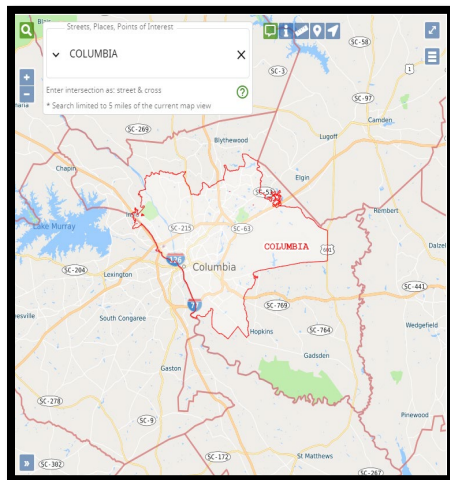 Streets, Places, Points of Interest
COLUMBIA
Enter intersection as: street & cross
* Search limited to 5 miles of the current map view
SC-58
SC-3
1
SC-97
Camden
SC-269
Blythewood
Lugoff
Chapin
Elgin
SC-53
Rembert
Lake Murray
SC-215
SC-63
COLUMBIA
601
Dalzel
126
Columbia
SC-204
Lexington
SC-441
77
SC-769
esville
South Congaree
SC-764
Wedgefield
Hopkins
Gadsden
Gaston
SC-278
SC-9
Pinewood
SC-302
SC-172
St Matthews
SC-267